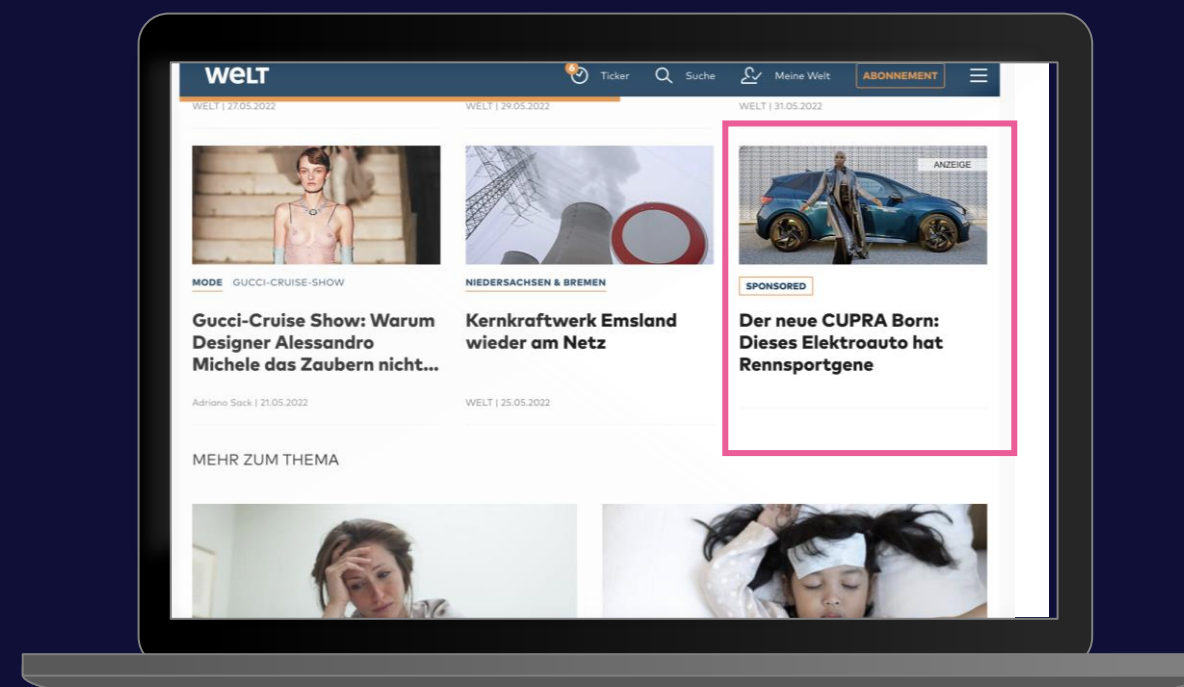 welt
6
Ticker
Suche
Meine Welt
ABONNEMENT
WELT | 27.05.2022
WELT | 29.05.2022
WELT | 31.05.2022
MODE GUCCI-CRUISE-SHOW
Gucci-Cruise Show: Warum
Designer Alessandro
Michele das Zaubern nicht...
Adriano Sack | 21.05.2022
NIEDERSACHSEN & BREMEN
Kernkraftwerk Emsland
wieder am Netz
WELT | 25.05.2022
ANZEIGE
SPONSORED
Der neue CUPRA Born:
Dieses Elektroauto hat
Rennsportgene
MEHR ZUM THEMA